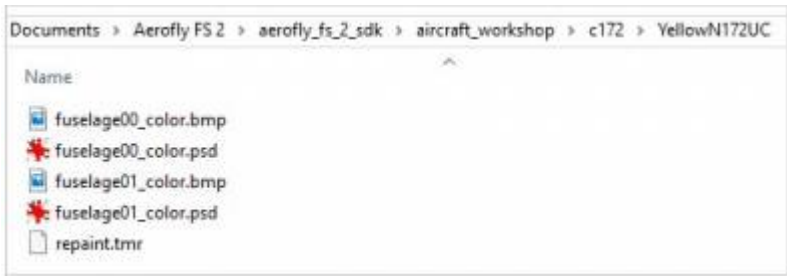 Documents > Aerofly FS 2 > aerofly_fs_2_sdk > aircraft_workshop > c172 > YellowN172UC
Name
fuselage00_color.bmp
fuselage00_color.psd
fuselage01_color.bmp
fuselage01_color.psd
repaint.tmr